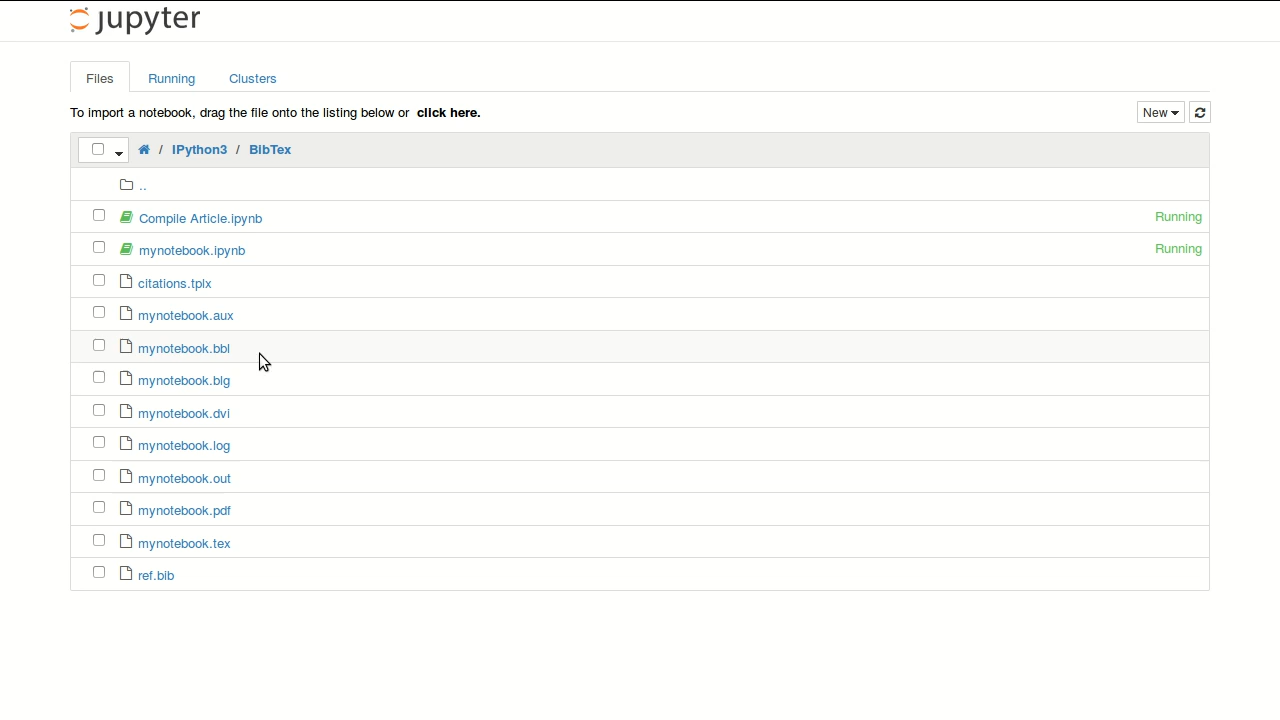 jupyter
Files Running Clusters
To import a notebook, drag the file onto the listing below or click here. New
/ IPython3 / BibTex
..
Compile Article.ipynb Running
mynotebook.ipynb Running
citations.tplx
mynotebook.aux
mynotebook.bbl
mynotebook.blg
mynotebook.dvi
mynotebook.log
mynotebook.out
mynotebook.pdf
mynotebook.tex
ref.bib